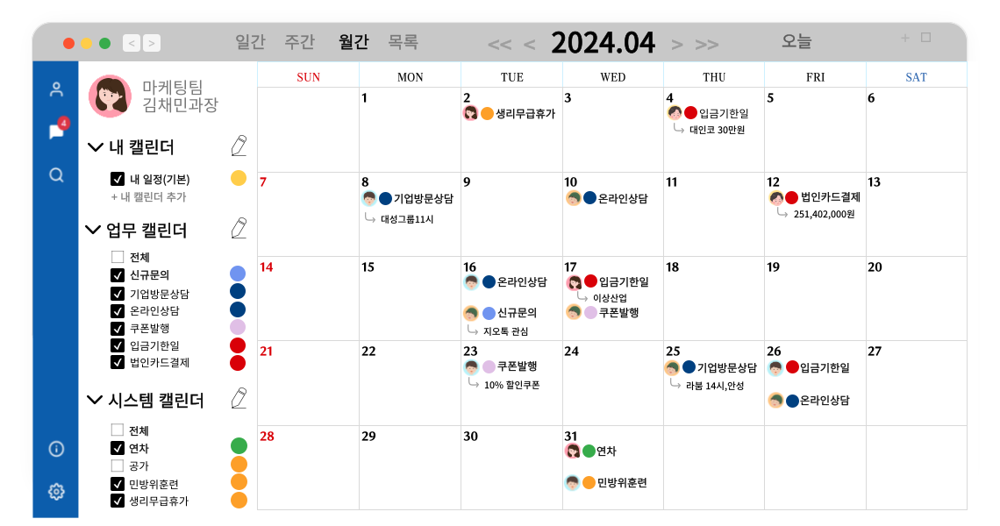 < >
일간 주간 월간 목록 << < 2024.04 > >> 오늘 +
4
마케팅팀
김채민과장
내 캘린더
내 일정(기본)
+ 내 캘린더 추가
업무 캘린더
전체
신규문의
기업방문상담
온라인상담
쿠폰발행
입금기한일
법인카드결제
시스템 캘린더
전체
연차
공가
민방위훈련
생리무급휴가
SUN MON TUE WED THU FRI SAT
1 2 3 4 5 6
생리무급휴가
입금기한일
대인코 30만원
7 8 9 10 11 12 13
기업방문상담
대성그룹11시
온라인상담
법인카드결제
251,402,000원
14 15 16 17 18 19 20
온라인상담
신규문의
지오톡 관심
입금기한일
이상산업
쿠폰발행
21 22 23 24 25 26 27
쿠폰발행
10% 할인쿠폰
기업방문상담
라붐 14시,안성
입금기한일
온라인상담
28 29 30 31
연차
민방위훈련